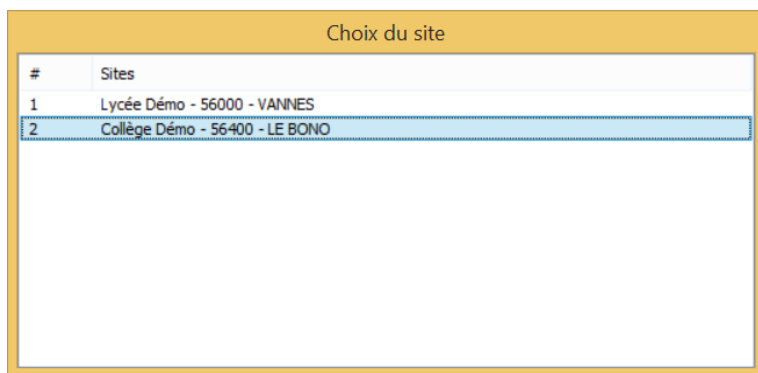 Choix du site
# Sites
1 Lycée Démo - 56000 - VANNES
2 Collège Démo - 56400 - LE BONO